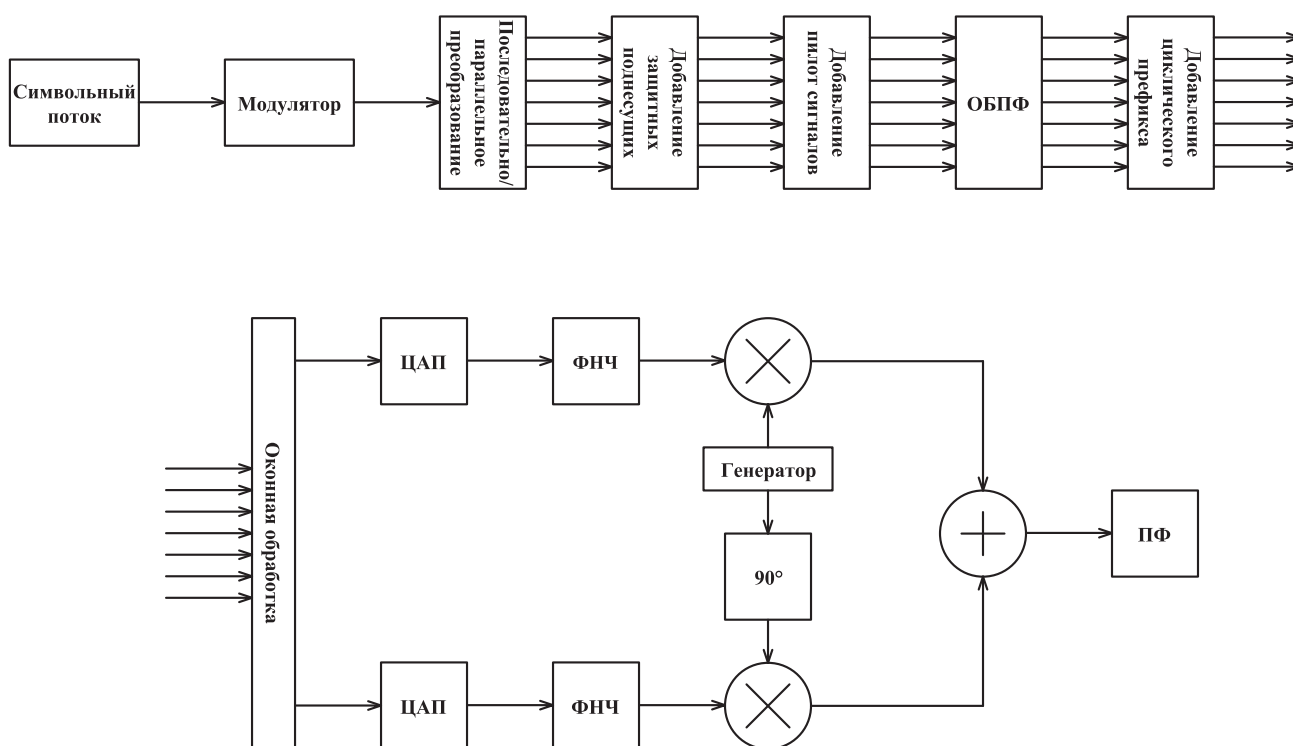 Символьный
поток
Модулятор
Последовательно/
параллельное
преобразование
Добавление
защитных
поднесущих
Добавление
пилот сигналов
ОБПФ
Добавление
циклического
префикса
Оконная обработка
ЦАП
ФНЧ
Генератор
90°
ПФ
ЦАП
ФНЧ